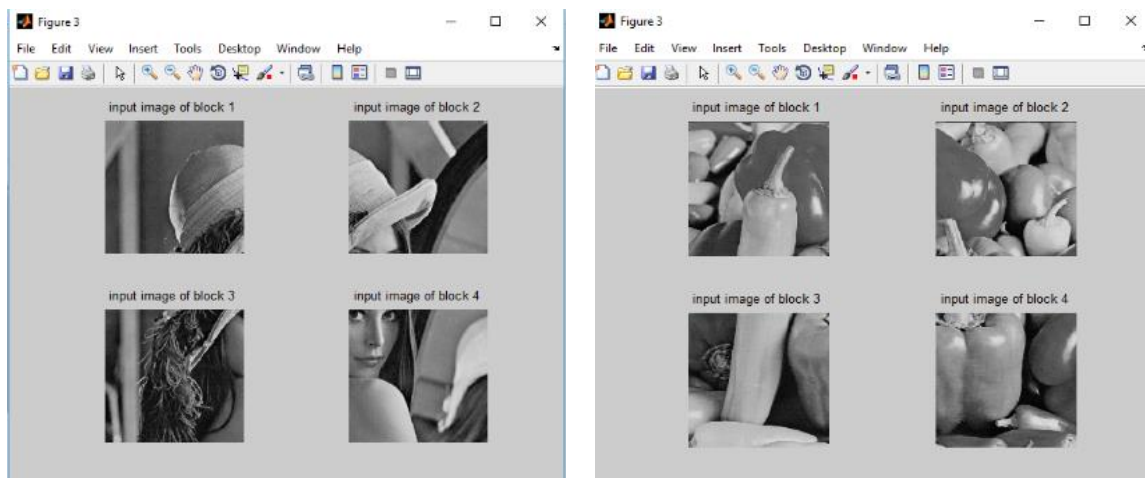 Figure 3
File Edit View Insert Tools Desktop Window Help
input image of block 1
input image of block 2
input image of block 3
input image of block 4
Figure 3
File Edit View Insert Tools Desktop Window Help
input image of block 1
input image of block 2
input image of block 3
input image of block 4